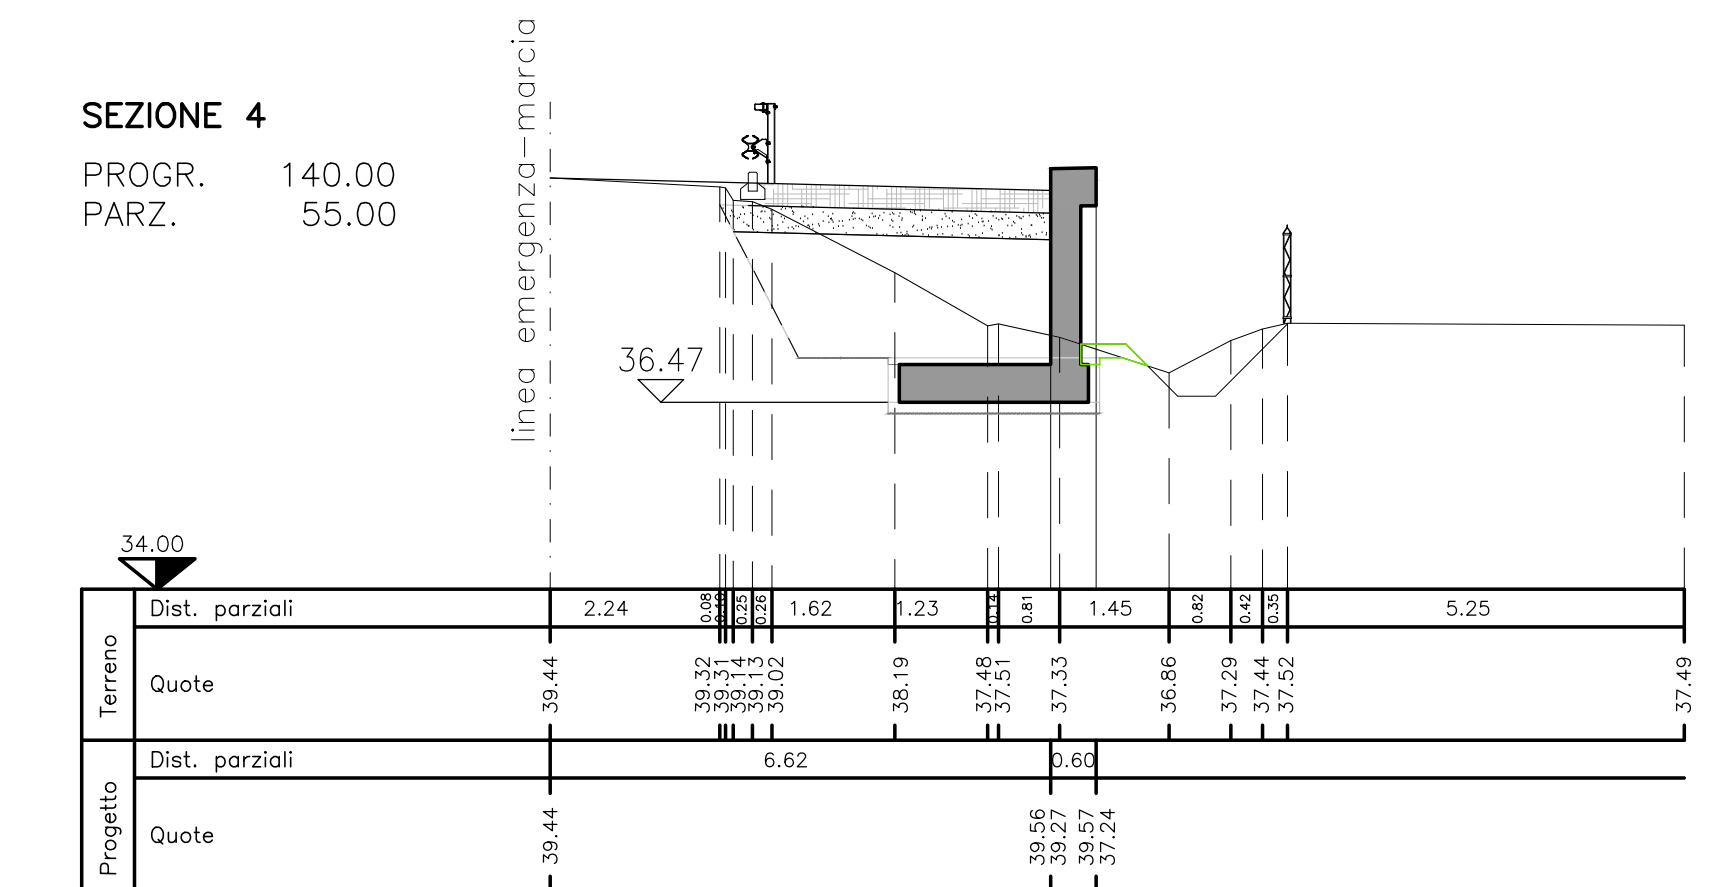 linea emergenza-marcia
SEZIONE 4
PROGR. 140.00
PARZ. 55.00
36.47
34.00
Terreno
Dist. parziali 2.24 0.08 0.10 0.25 0.26 1.62 1.23 0.14 0.81 1.45 0.82 0.42 0.35 5.25
Quote 39.44 39.32 39.31 39.14 39.13 39.02 38.19 37.48 37.51 37.33 36.86 37.29 37.44 37.52 37.49
Progetto
Dist. parziali 6.62 0.60
Quote 39.44 39.56 39.27 39.57 37.24